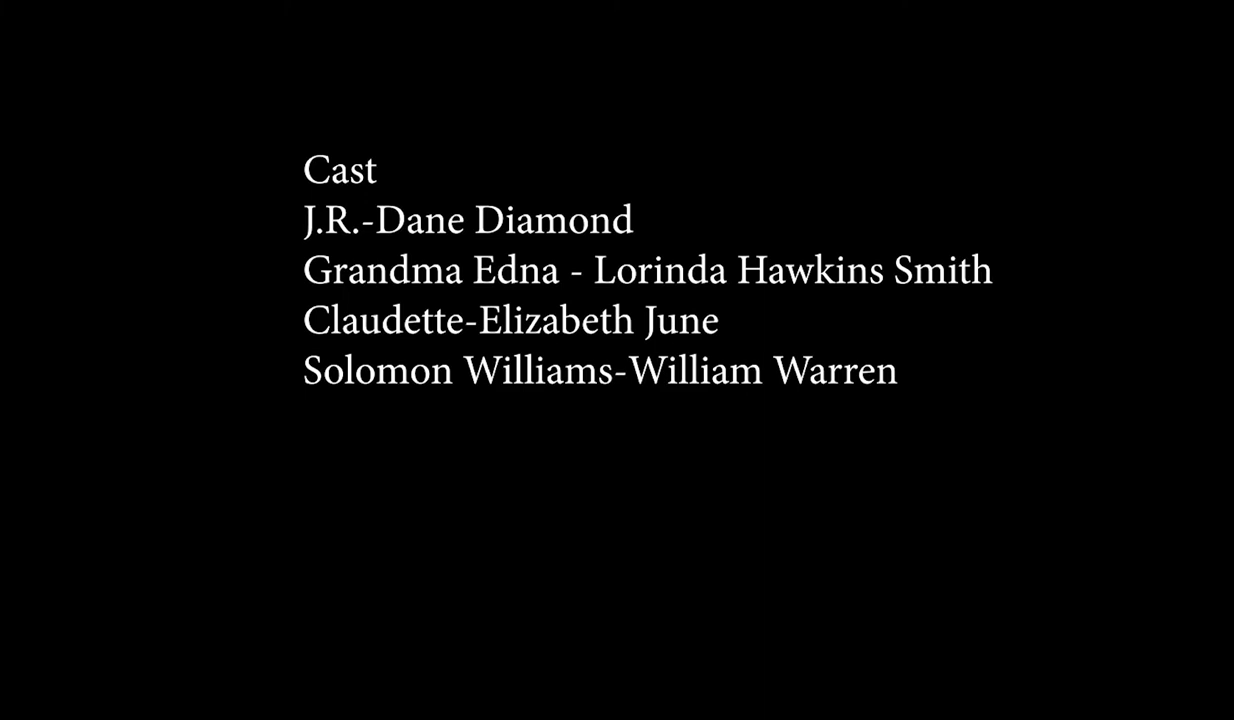 Cast
J.R.-Dane Diamond
Grandma Edna - Lorinda Hawkins Smith
Claudette-Elizabeth June
Solomon Williams-William Warren